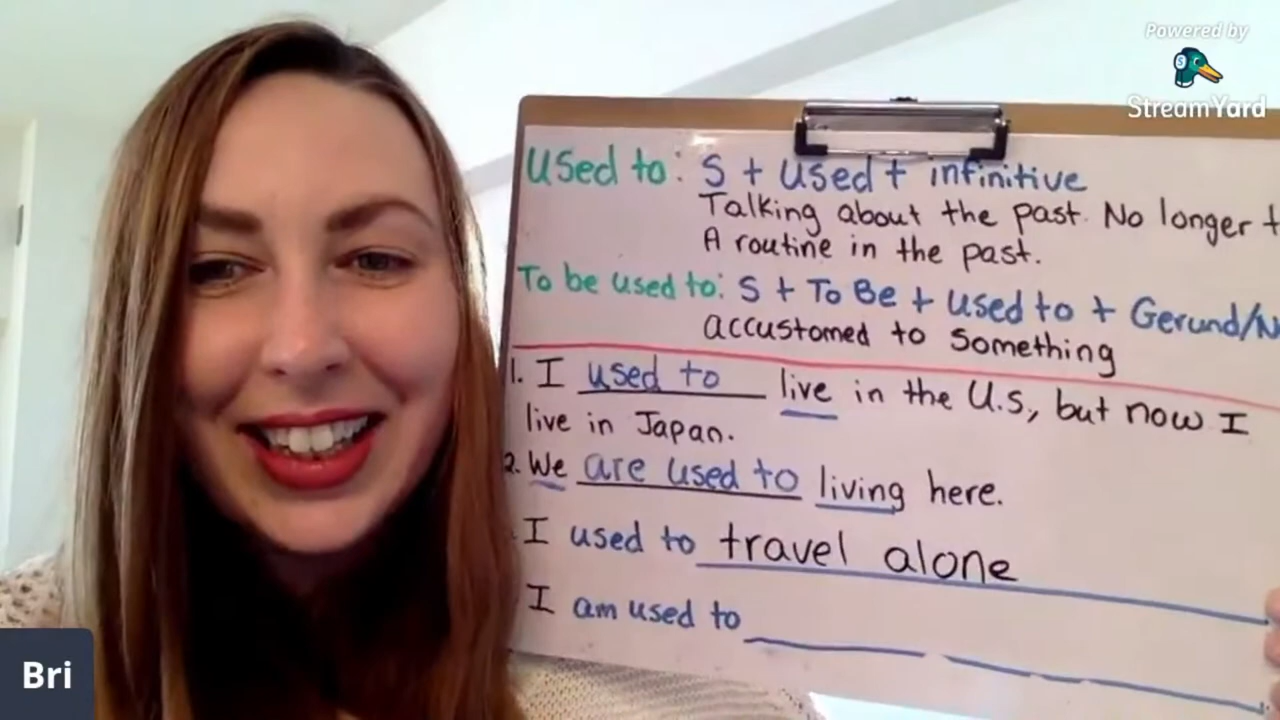 Powered by
StreamYard
Used to: S + Used + infinitive
Talking about the past. No longer
A routine in the past.
To be used to: S + To Be + used to + Gerund/N
accustomed to something
1. I used to live in the U.S, but now I
live in Japan.
2. We are used to living here.
I used to travel alone
I am used to
Bri